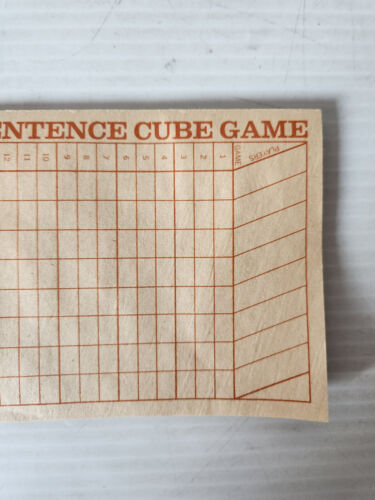 ENTENCE CUBE GAME
12 11 10 9 8 7 6 5 4 3 2 1 GAME PLAYERS